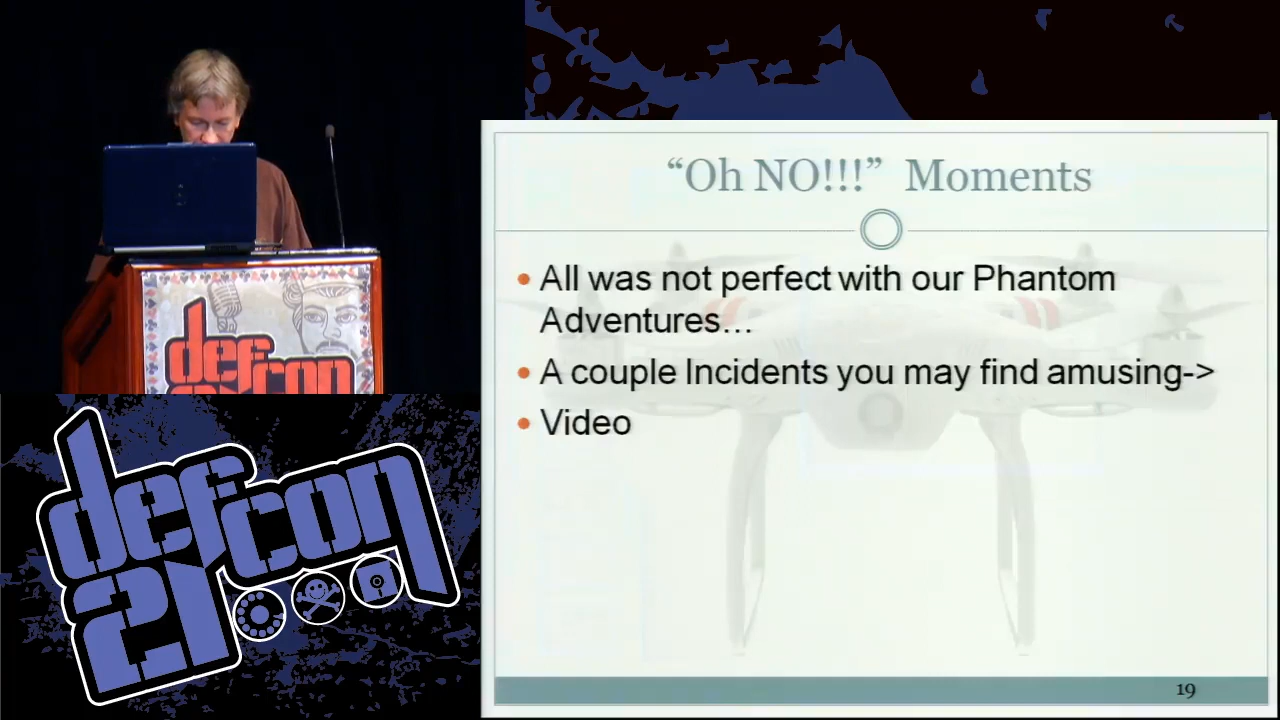 "Oh NO!!!" Moments
• All was not perfect with our Phantom
Adventures...
• A couple Incidents you may find amusing->
• Video
19
defcon
defcon
21